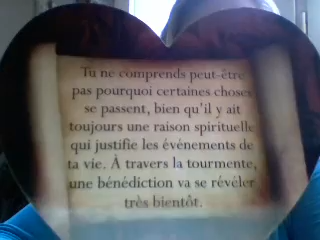 Tu ne comprends peut-être
pas pourquoi certaines choses
se passent, bien qu'il y ait
toujours une raison spirituelle
qui justifie les événements de
ta vie. À travers la tourmente,
une bénédiction va se révéler
très bientôt.